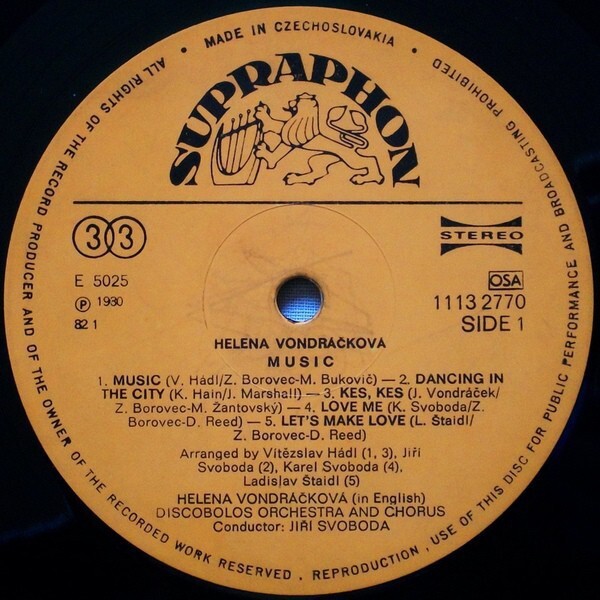 • MADE IN CZECHOSLOVAKIA •
ALL RIGHTS OF THE RECORD PRODUCER AND OF THE OWNER OF THE RECORDED WORK RESERVED . REPRODUCTION , USE OF THIS DISC FOR PUBLIC PERFORMANCE AND BROADCASTING PROHIBITED
SUPRAPHON
33
STEREO
E 5025
OSA
Ⓟ 1980
1113 2770
82 1
SIDE 1
HELENA VONDRÁČKOVÁ
MUSIC
1. MUSIC (V. Hádl/Z. Borovec-M. Bukovič) — 2. DANCING IN
THE CITY (K. Hain/J. Marshall) — 3. KES, KES (J. Vondráček/
Z. Borovec-M. Žantovský) — 4. LOVE ME (K. Svoboda/Z.
Borovec-D. Reed) — 5. LET'S MAKE LOVE (L. Štaidl/
Z. Borovec-D. Reed)
Arranged by Vítězslav Hádl (1, 3), Jiří
Svoboda (2), Karel Svoboda (4),
Ladislav Štaidl (5)
HELENA VONDRÁČKOVÁ (in English)
DISCOBOLOS ORCHESTRA AND CHORUS
Conductor: JIŘÍ SVOBODA